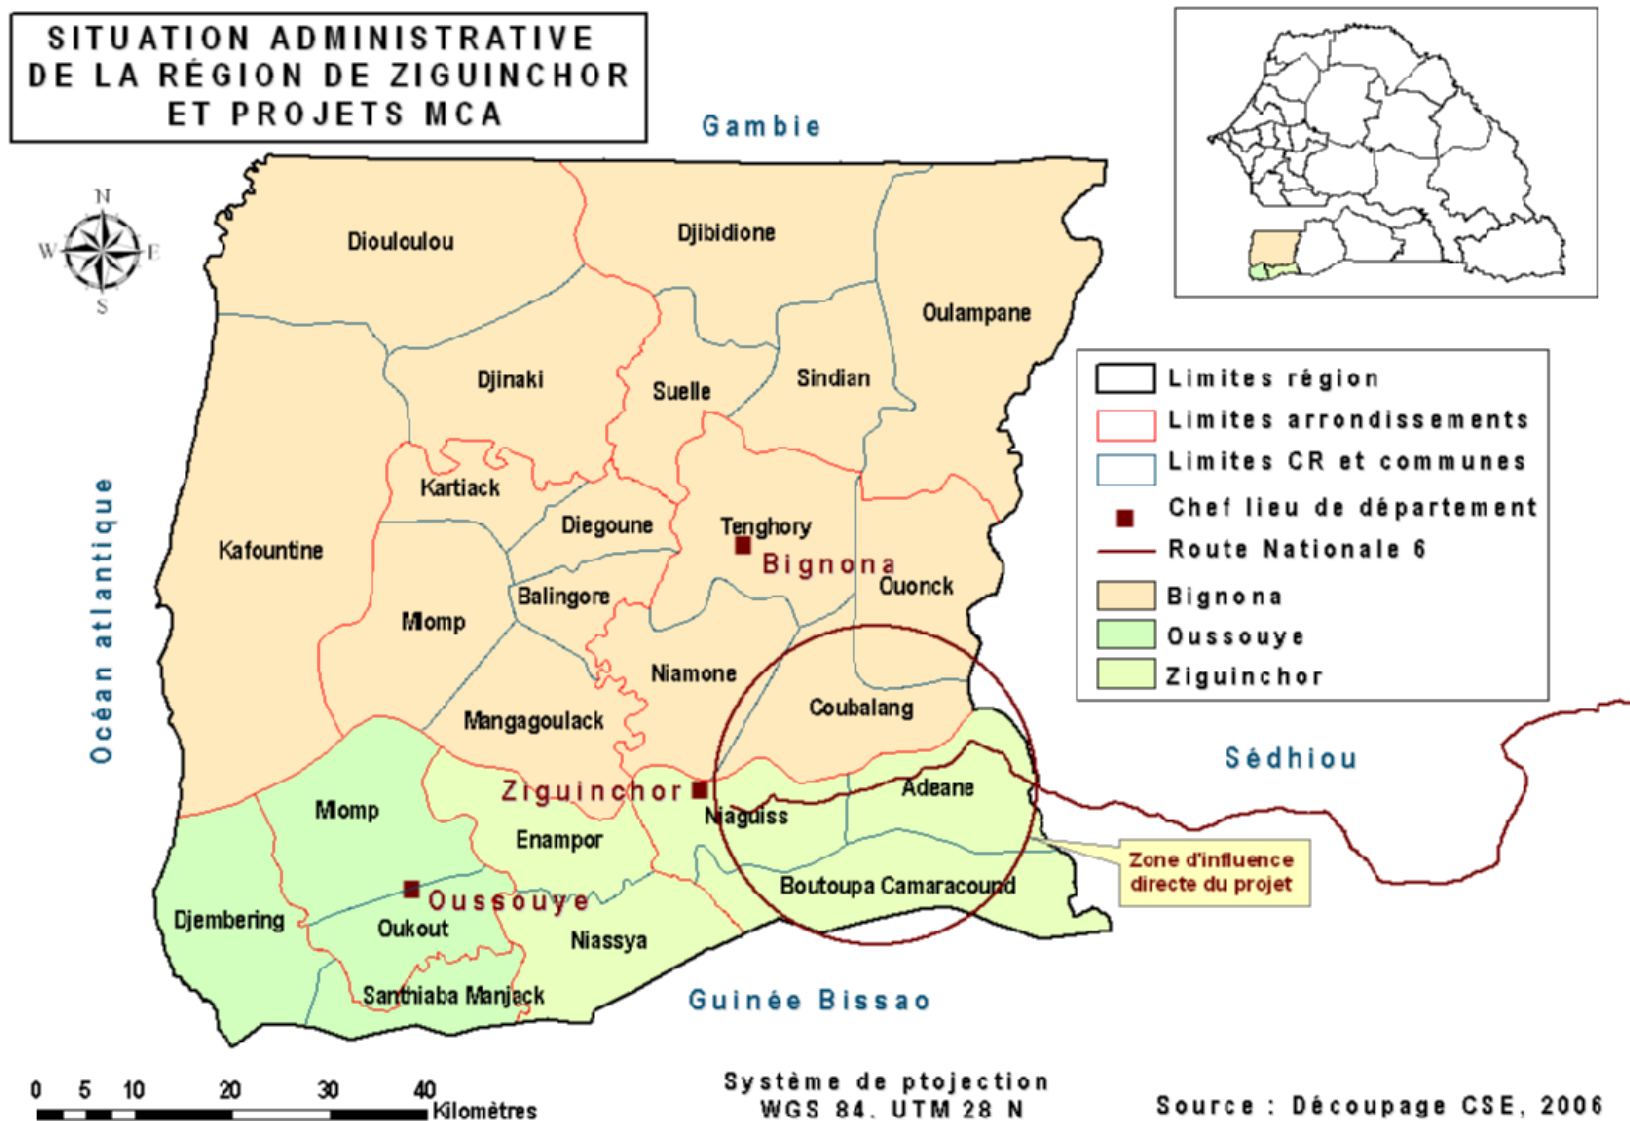 SITUATION ADMINISTRATIVE
DE LA RÉGION DE ZIGUINCHOR
ET PROJETS MCA
Gambie
N
W
E
S
Diouloulou
Djibidione
Oulampane
Djinaki
Suelle
Sindian
Limites région
Limites arrondissements
Limites CR et communes
Chef lieu de département
Route Nationale 6
Bignona
Oussouye
Ziguinchor
Océan atlantique
Kartiack
Diegoune
Tenghory
Bignona
Kafountine
Ouonck
Balingore
Mlomp
Niamone
Coubalang
Mangagoulack
Sédhiou
Ziguinchor
Adeane
Mlomp
Niaguiss
Enampor
Zone d'influence
directe du projet
Boutoupa Camaracound
Oussouye
Djembering
Oukout
Niassya
Santhiaba Manjack
Guinée Bissao
0 5 10 20 30 40
Kilomètres
Système de ptojection
WGS 84. UTM 28 N
Source : Découpage CSE, 2006